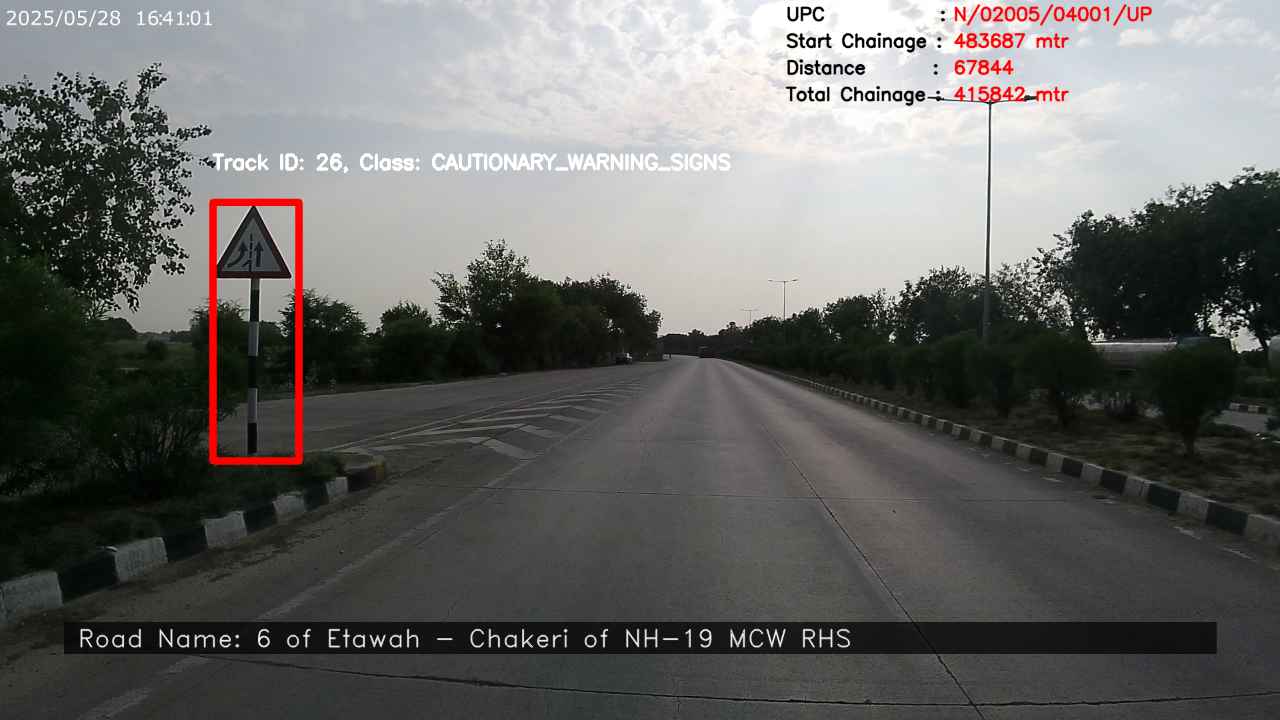 2025/05/28 16:41:01
UPC : N/02005/04001/UP
Start Chainage : 483687 mtr
Distance : 67844
Total Chainage : 415842 mtr
Track ID: 26, Class: CAUTIONARY_WARNING_SIGNS
Road Name: 6 of Etawah - Chakeri of NH-19 MCW RHS